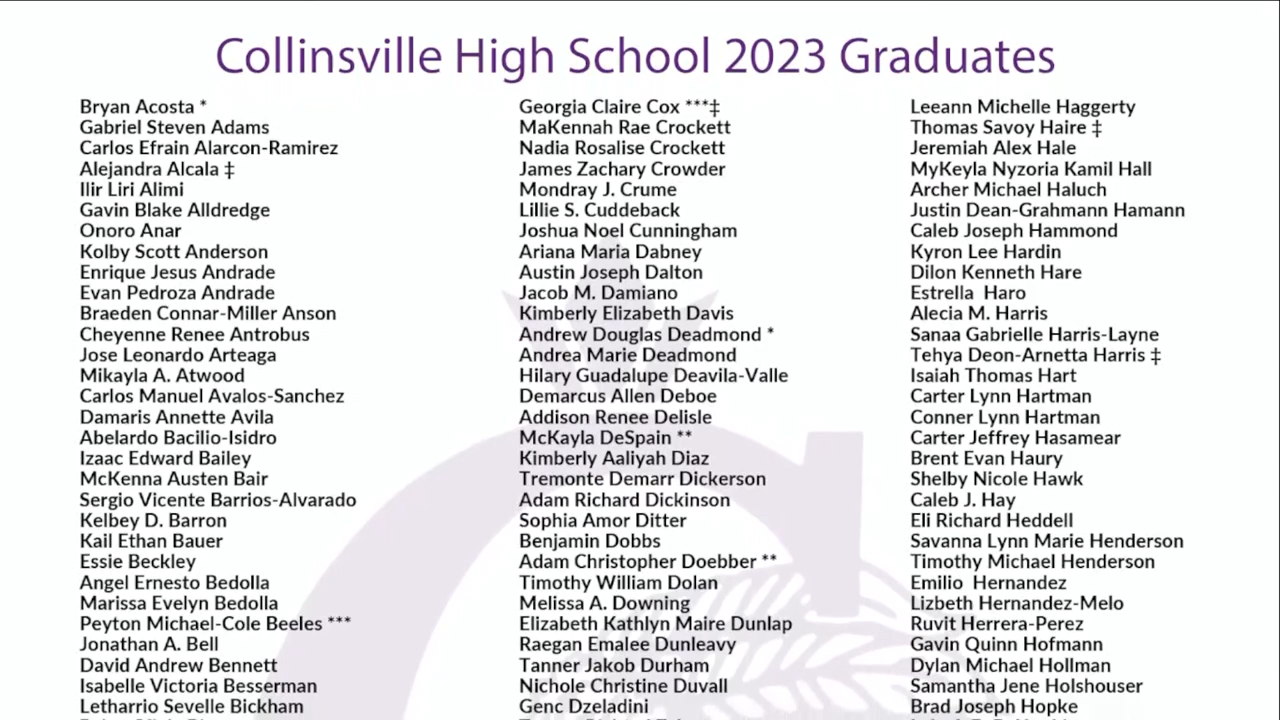 Collinsville High School 2023 Graduates
Bryan Acosta *
Gabriel Steven Adams
Carlos Efrain Alarcon-Ramirez
Alejandra Alcala ‡
Ilir Liri Alimi
Gavin Blake Alldredge
Onoro Anar
Kolby Scott Anderson
Enrique Jesus Andrade
Evan Pedroza Andrade
Braeden Connar-Miller Anson
Cheyenne Renee Antrobus
Jose Leonardo Arteaga
Mikayla A. Atwood
Carlos Manuel Avalos-Sanchez
Damaris Annette Avila
Abelardo Bacilio-Isidro
Izaac Edward Bailey
McKenna Austen Bair
Sergio Vicente Barrios-Alvarado
Kelbey D. Barron
Kail Ethan Bauer
Essie Beckley
Angel Ernesto Bedolla
Marissa Evelyn Bedolla
Peyton Michael-Cole Beeles ***
Jonathan A. Bell
David Andrew Bennett
Isabelle Victoria Besserman
Letharrio Sevelle Bickham
Georgia Claire Cox ***‡
MaKennah Rae Crockett
Nadia Rosalise Crockett
James Zachary Crowder
Mondray J. Crume
Lillie S. Cuddeback
Joshua Noel Cunningham
Ariana Maria Dabney
Austin Joseph Dalton
Jacob M. Damiano
Kimberly Elizabeth Davis
Andrew Douglas Deadmond *
Andrea Marie Deadmond
Hilary Guadalupe Deavila-Valle
Demarcus Allen Deboe
Addison Renee Delisle
McKayla DeSpain **
Kimberly Aaliyah Diaz
Tremonte Demarr Dickerson
Adam Richard Dickinson
Sophia Amor Ditter
Benjamin Dobbs
Adam Christopher Doebber **
Timothy William Dolan
Melissa A. Downing
Elizabeth Kathlyn Maire Dunlap
Raegan Emalee Dunleavy
Tanner Jakob Durham
Nichole Christine Duvall
Genc Dzeladini
Leeann Michelle Haggerty
Thomas Savoy Haire ‡
Jeremiah Alex Hale
MyKeyla Nyzoria Kamil Hall
Archer Michael Haluch
Justin Dean-Grahmann Hamann
Caleb Joseph Hammond
Kyron Lee Hardin
Dilon Kenneth Hare
Estrella  Haro
Alecia M. Harris
Sanaa Gabrielle Harris-Layne
Tehya Deon-Arnetta Harris ‡
Isaiah Thomas Hart
Carter Lynn Hartman
Conner Lynn Hartman
Carter Jeffrey Hasamear
Brent Evan Haury
Shelby Nicole Hawk
Caleb J. Hay
Eli Richard Heddell
Savanna Lynn Marie Henderson
Timothy Michael Henderson
Emilio  Hernandez
Lizbeth Hernandez-Melo
Ruvit Herrera-Perez
Gavin Quinn Hofmann
Dylan Michael Hollman
Samantha Jene Holshouser
Brad Joseph Hopke